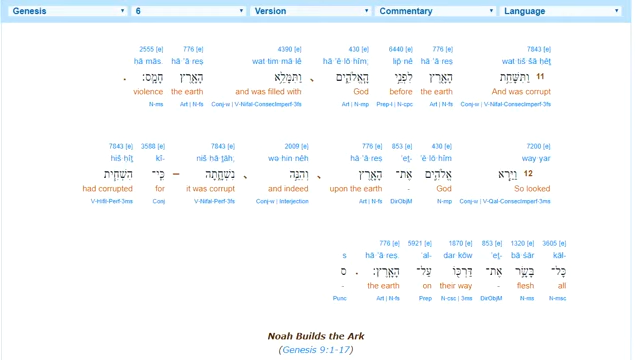 Genesis 6 Version Commentary Language
7843 [e] 776 [e] 6440 [e] 430 [e] 4390 [e] 776 [e] 2555 [e]
wat tiš šā ḥêṯ hā ’ā reṣ lip̄ nê hā ’ĕ lō hîm; wat tim mā lê hā ’ā reṣ ḥā mās.
11 וַתִּשָּׁחֵ֥ת הָאָ֖רֶץ לִפְנֵ֣י הָֽאֱלֹהִ֑ים ، וַתִּמָּלֵ֥א הָאָ֖רֶץ חָמָֽס׃ .
And was corrupt the earth before God and was filled with the earth violence
Conj-w | V-Nifal-ConsecImperf-3fs Art | N-fs Prep-l | N-cpc Art | N-mp Conj-w | V-Nifal-ConsecImperf-3fs Art | N-fs N-ms
7200 [e] 430 [e] 853 [e] 776 [e] 2009 [e] 7843 [e] 3588 [e] 7843 [e]
way yar ’ĕ lō hîm ’eṯ- hā ’ā reṣ wə hin nêh niš ḥā ṯāh; kî- hiš ḥîṯ
12 וַיַּ֧רְא אֱלֹהִ֛ים אֶת־ הָאָ֖רֶץ ، וְהִנֵּ֣ה ، נִשְׁחָ֑תָה – כִּֽי־ הִשְׁחִ֧ית
So looked God - upon the earth and indeed it was corrupt for had corrupted
Conj-w | V-Qal-ConsecImperf-3ms N-mp DirObjM Art | N-fs Conj-w | Interjection V-Nifal-Perf-3fs Conj V-Hifil-Perf-3ms
3605 [e] 1320 [e] 853 [e] 1870 [e] 5921 [e] 776 [e]
kāl- bā śār ’eṯ- dar kōw ‘al- hā ’ā reṣ. s
כָּל־ בָּשָׂ֛ר אֶת־ דַּרְכּ֖וֹ עַל־ הָאָֽרֶץ׃ . ס
all flesh - their way on the earth -
N-msc N-ms DirObjM N-csc | 3ms Prep Art | N-fs Punc
Noah Builds the Ark
(Genesis 9:1-17)